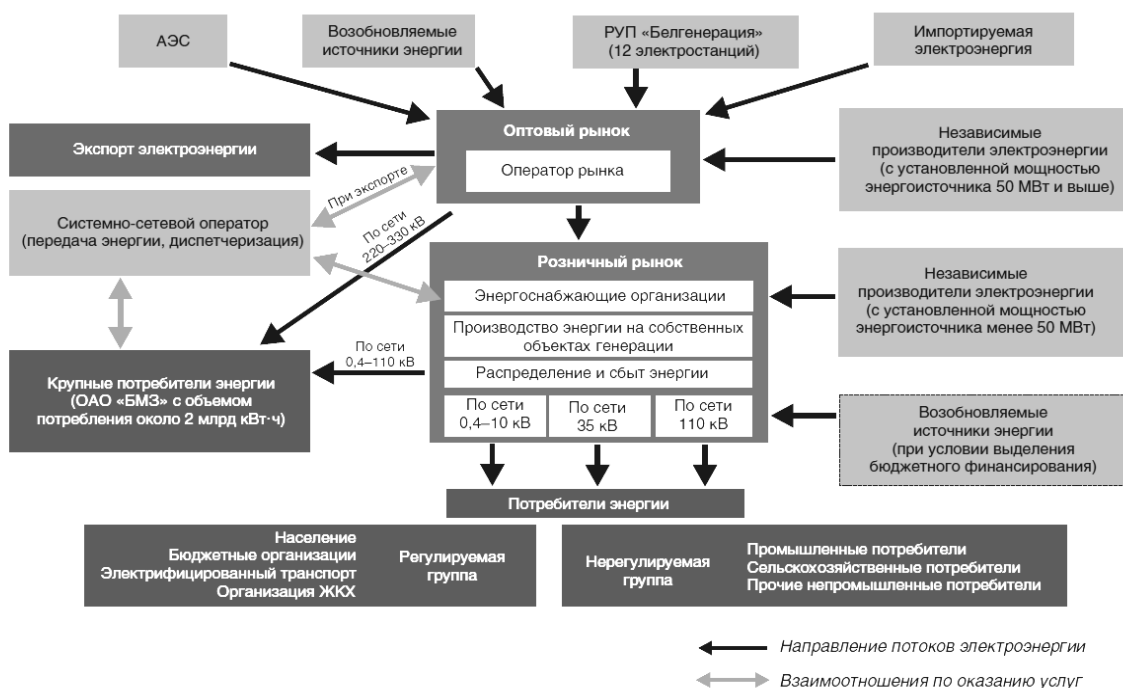 АЭС
Возобновляемые
источники энергии
РУП «Белгенерация»
(12 электростанций)
Импортируемая
электроэнергия
Оптовый рынок
Оператор рынка
Экспорт электроэнергии
Независимые
производители электроэнергии
(с установленной мощностью
энергоисточника 50 МВт и выше)
При экспорте
Системно-сетевой оператор
(передача энергии, диспетчеризация)
По сети
220–330 кВ
Розничный рынок
Энергоснабжающие организации
Производство энергии на собственных
объектах генерации
Распределение и сбыт энергии
По сети
0,4–10 кВ
По сети
35 кВ
По сети
110 кВ
Независимые
производители электроэнергии
(с установленной мощностью
энергоисточника менее 50 МВт)
По сети
0,4–110 кВ
Крупные потребители энергии
(ОАО «БМЗ» с объемом
потребления около 2 млрд кВт·ч)
Возобновляемые
источники энергии
(при условии выделения
бюджетного финансирования)
Потребители энергии
Население
Бюджетные организации
Электрифицированный транспорт
Организация ЖКХ
Регулируемая
группа
Нерегулируемая
группа
Промышленные потребители
Сельскохозяйственные потребители
Прочие непромышленные потребители
Направление потоков электроэнергии
Взаимоотношения по оказанию услуг